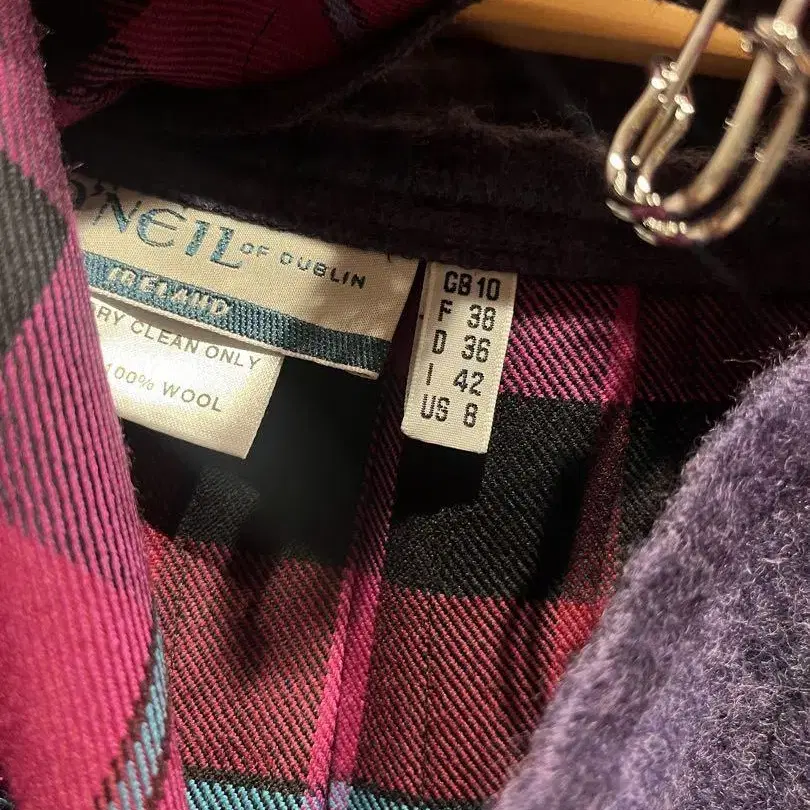 O'NEIL OF DUBLIN
IRELAND
DRY CLEAN ONLY
100% WOOL
GB 10
F 38
D 36
I 42
US 8